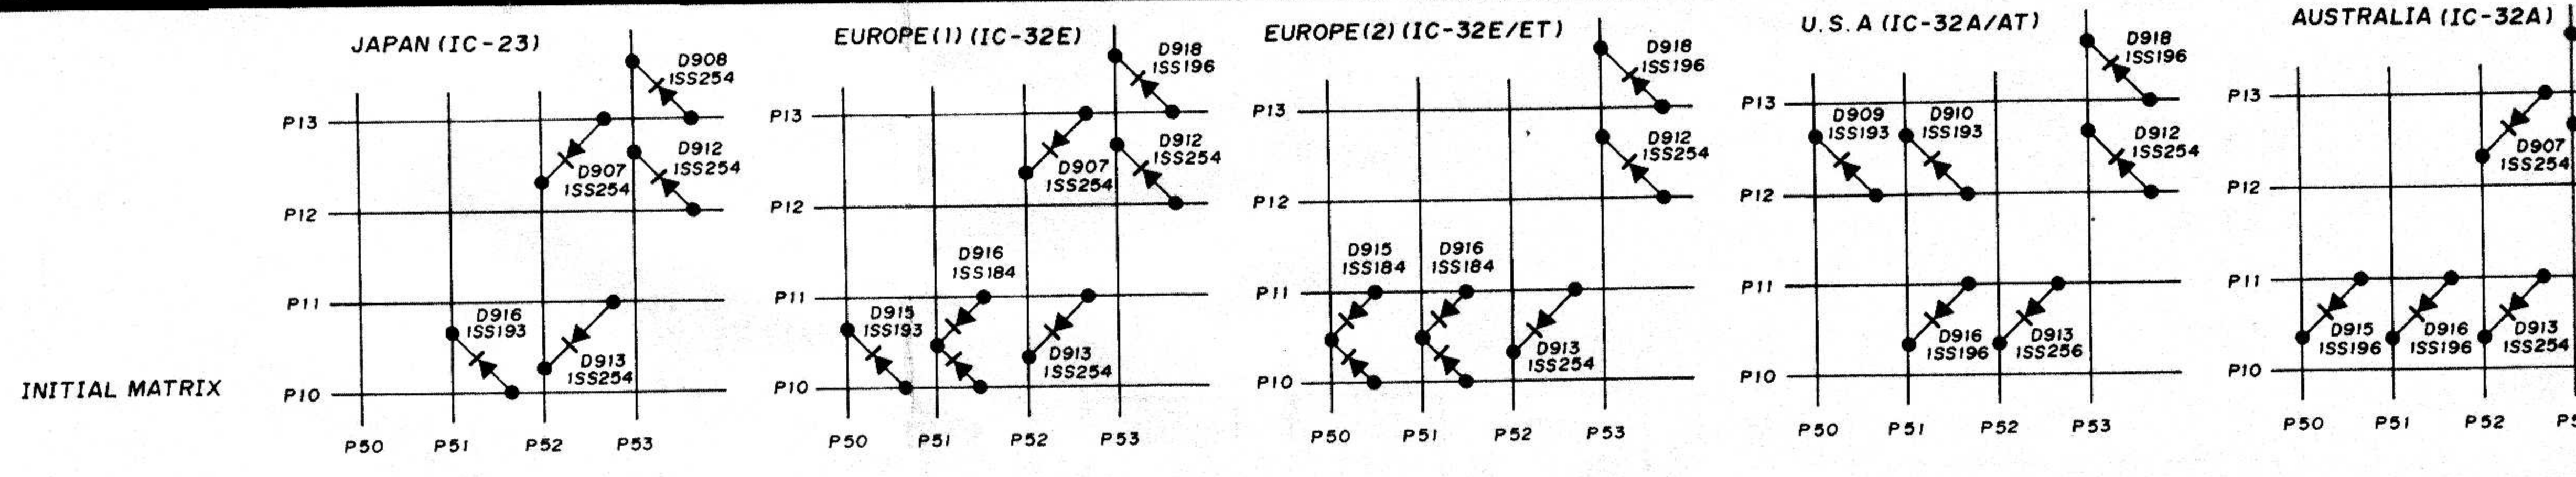 JAPAN (IC-23)
D908
1SS254
P13
D907
1SS254
D912
1SS254
P12
P11
D916
1SS193
D913
1SS254
P10
P50 P51 P52 P53
INITIAL MATRIX
EUROPE(1) (IC-32E)
D918
1SS196
P13
D907
1SS254
D912
1SS254
P12
D916
1SS184
P11
D915
1SS193
D913
1SS254
P10
P50 P51 P52 P53
EUROPE(2) (IC-32E/ET)
D918
1SS196
P13
D912
1SS254
P12
D915
1SS184
D916
1SS184
P11
D913
1SS254
P10
P50 P51 P52 P53
U.S.A (IC-32A/AT)
D918
1SS196
P13
D909
1SS193
D910
1SS193
D912
1SS254
P12
P11
D916
1SS196
D913
1SS256
P10
P50 P51 P52 P53
AUSTRALIA (IC-32A)
P13
D907
1SS254
P12
P11
D915
1SS196
D916
1SS196
D913
1SS254
P10
P50 P51 P52